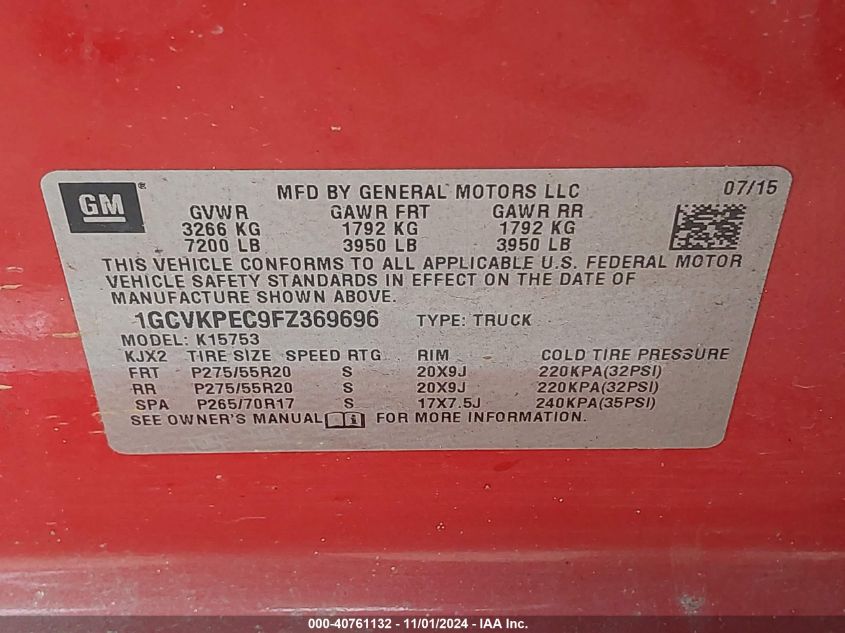 GM ® MFD BY GENERAL MOTORS LLC 07/15
GVWR GAWR FRT GAWR RR
3266 KG 1792 KG 1792 KG
7200 LB 3950 LB 3950 LB
THIS VEHICLE CONFORMS TO ALL APPLICABLE U.S. FEDERAL MOTOR
VEHICLE SAFETY STANDARDS IN EFFECT ON THE DATE OF
MANUFACTURE SHOWN ABOVE.
1GCVKPEC9FZ369696 TYPE: TRUCK
MODEL: K15753
KJX2 TIRE SIZE SPEED RTG RIM COLD TIRE PRESSURE
FRT P275/55R20 S 20X9J 220KPA(32PSI)
RR P275/55R20 S 20X9J 220KPA(32PSI)
SPA P265/70R17 S 17X7.5J 240KPA(35PSI)
SEE OWNER'S MANUAL FOR MORE INFORMATION.
000-40761132 - 11/01/2024 - IAA Inc.